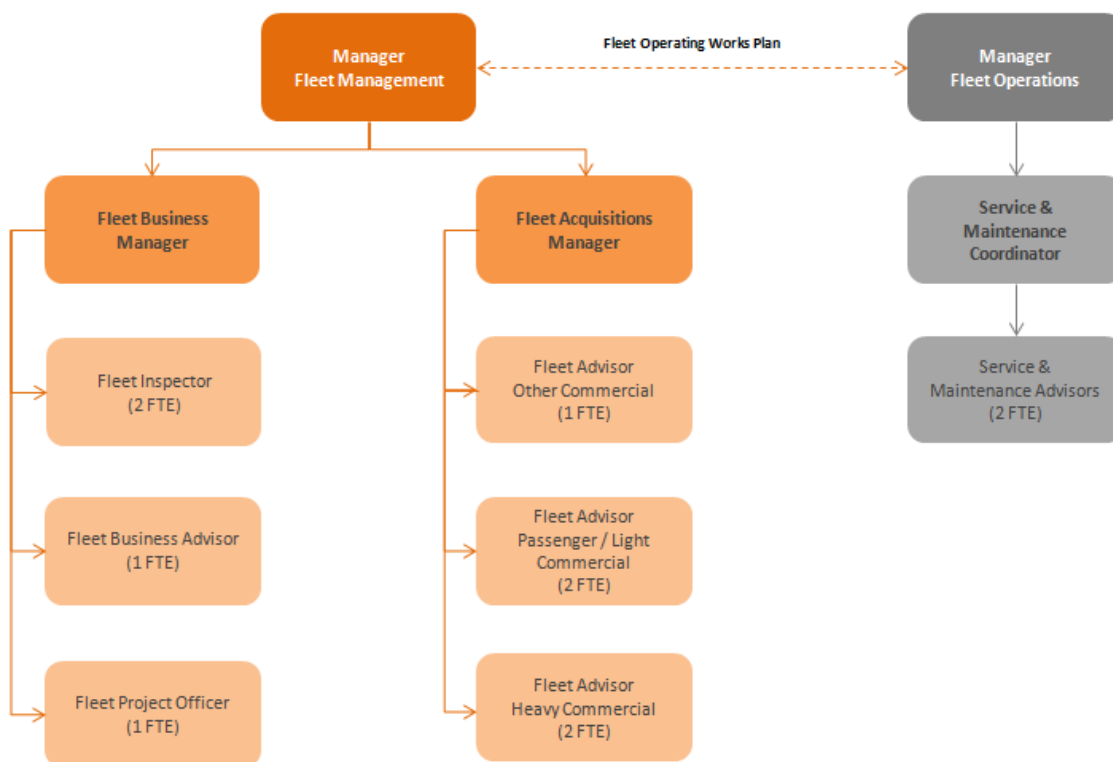 Manager
Fleet Management
Fleet Operating Works Plan
Manager
Fleet Operations
Fleet Business
Manager
Fleet Acquisitions
Manager
Service &
Maintenance
Coordinator
Fleet Inspector
(2 FTE)
Fleet Advisor
Other Commercial
(1 FTE)
Service &
Maintenance Advisors
(2 FTE)
Fleet Business Advisor
(1 FTE)
Fleet Advisor
Passenger / Light
Commercial
(2 FTE)
Fleet Project Officer
(1 FTE)
Fleet Advisor
Heavy Commercial
(2 FTE)